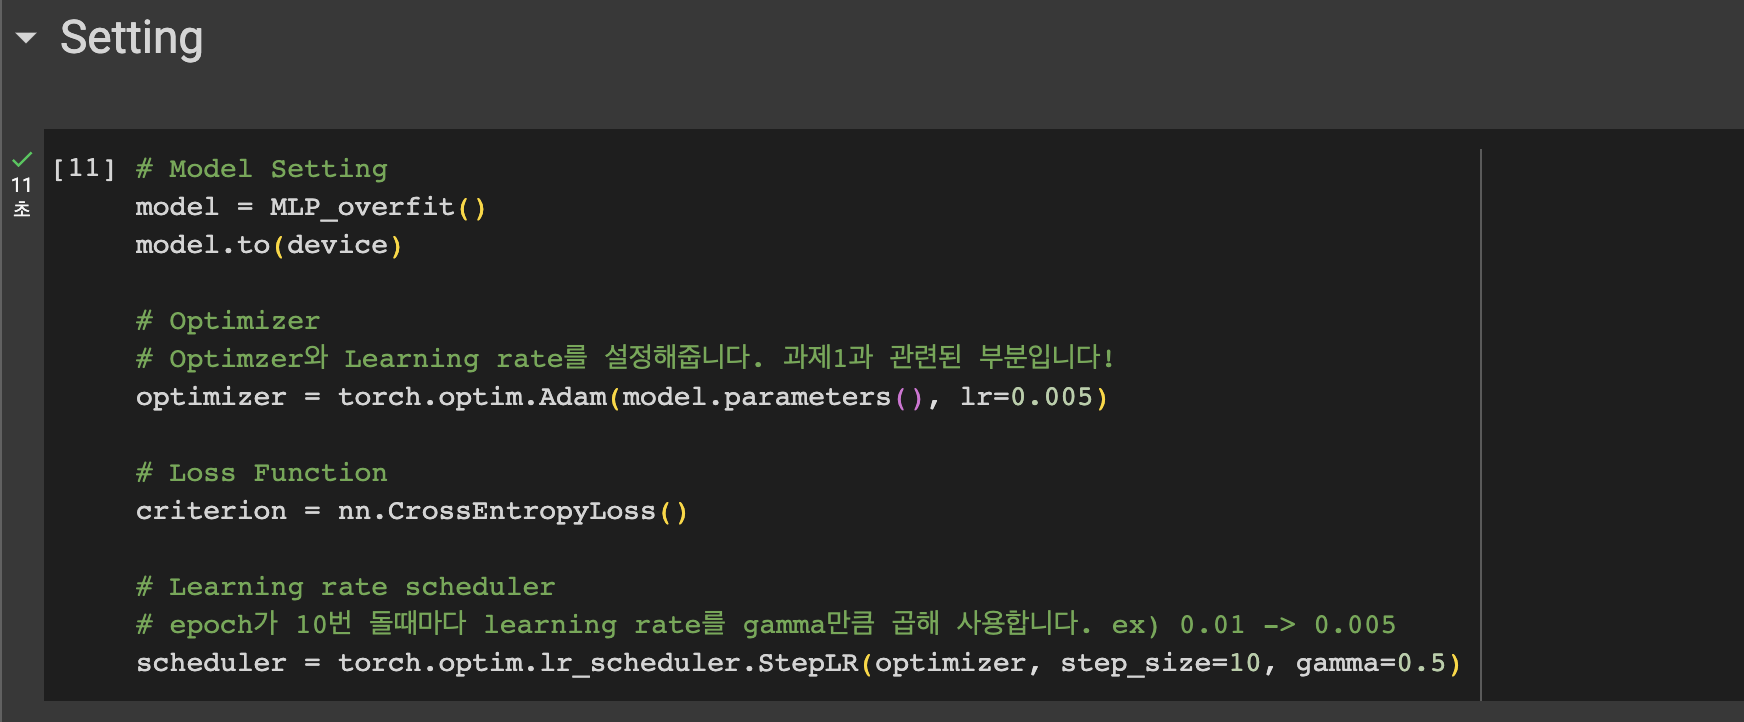 Setting
11
초
[11] # Model Setting
model = MLP_overfit()
model.to(device)
# Optimizer
# Optimzer와 Learning rate를 설정해줍니다. 과제1과 관련된 부분입니다!
optimizer = torch.optim.Adam(model.parameters(), lr=0.005)
# Loss Function
criterion = nn.CrossEntropyLoss()
# Learning rate scheduler
# epoch가 10번 돌때마다 learning rate를 gamma만큼 곱해 사용합니다. ex) 0.01 -> 0.005
scheduler = torch.optim.lr_scheduler.StepLR(optimizer, step_size=10, gamma=0.5)